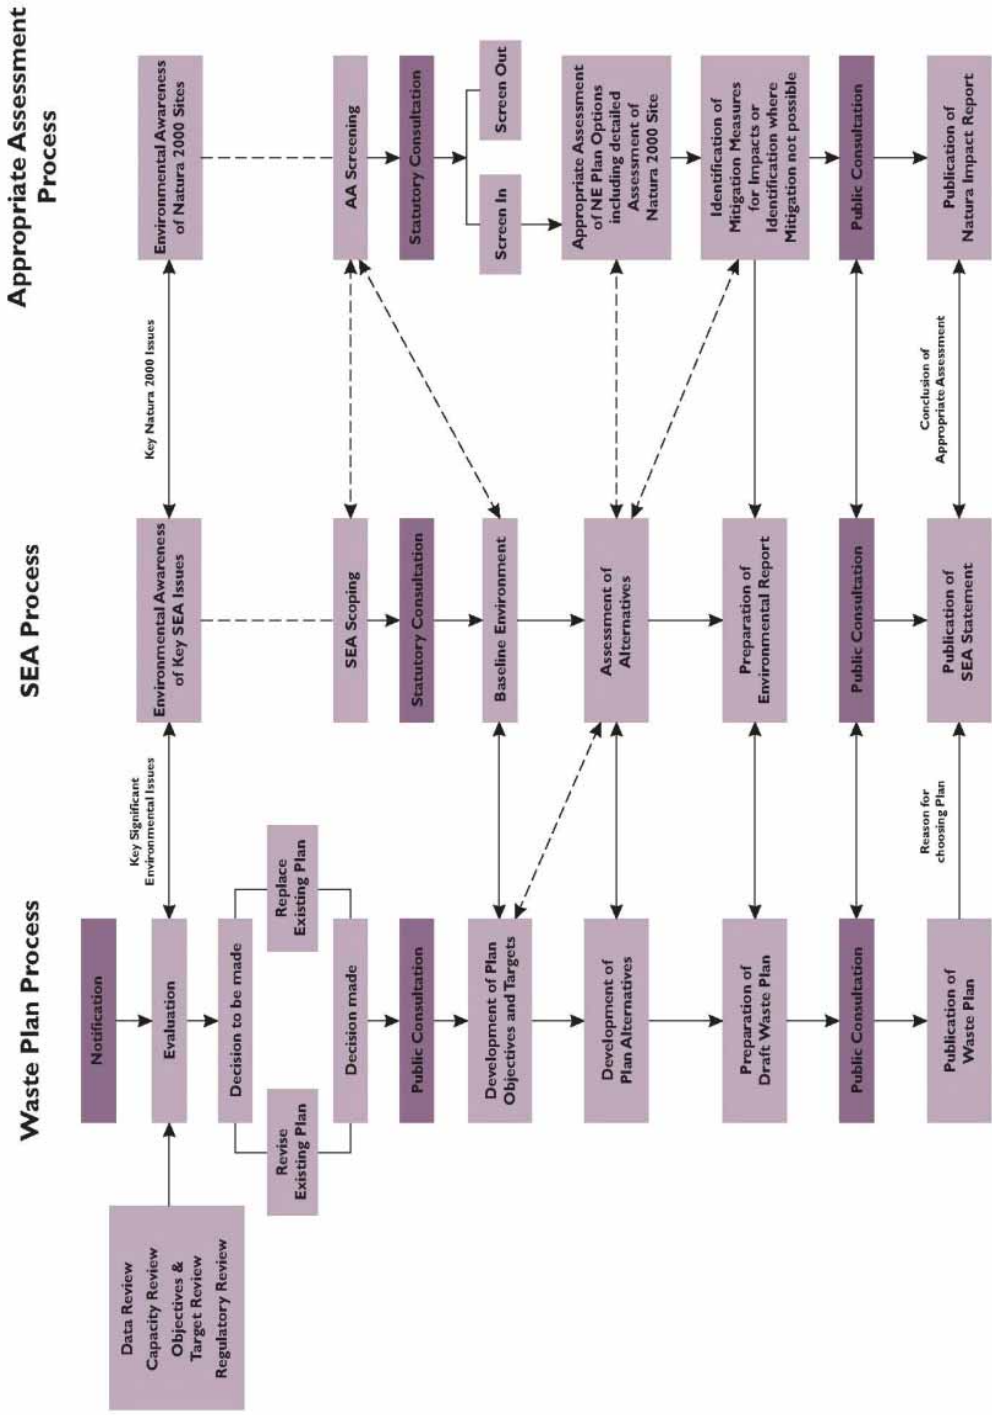 Waste Plan Process
SEA Process
Appropriate Assessment
Process
Data Review
Capacity Review
Objectives &
Target Review
Regulatory Review
Notification
Evaluation
Decision to be made
Revise
Existing Plan
Replace
Existing Plan
Decision made
Public Consultation
Development of Plan
Objectives and Targets
Development of
Plan Alternatives
Preparation of
Draft Waste Plan
Public Consultation
Publication of
Waste Plan
Key Significant
Environmental Issues
Reason for
choosing Plan
Environmental Awareness
of Key SEA Issues
SEA Scoping
Statutory Consultation
Baseline Environment
Assessment of
Alternatives
Preparation of
Environmental Report
Public Consultation
Publication of
SEA Statement
Key Natura 2000 Issues
Conclusion of
Appropriate Assessment
Environmental Awareness
of Natura 2000 Sites
AA Screening
Statutory Consultation
Screen In
Screen Out
Appropriate Assessment
of NE Plan Options
including detailed
Assessment of
Natura 2000 Site
Identification of
Mitigation Measures
for Impacts or
Identification where
Mitigation not possible
Public Consultation
Publication of
Natura Impact Report